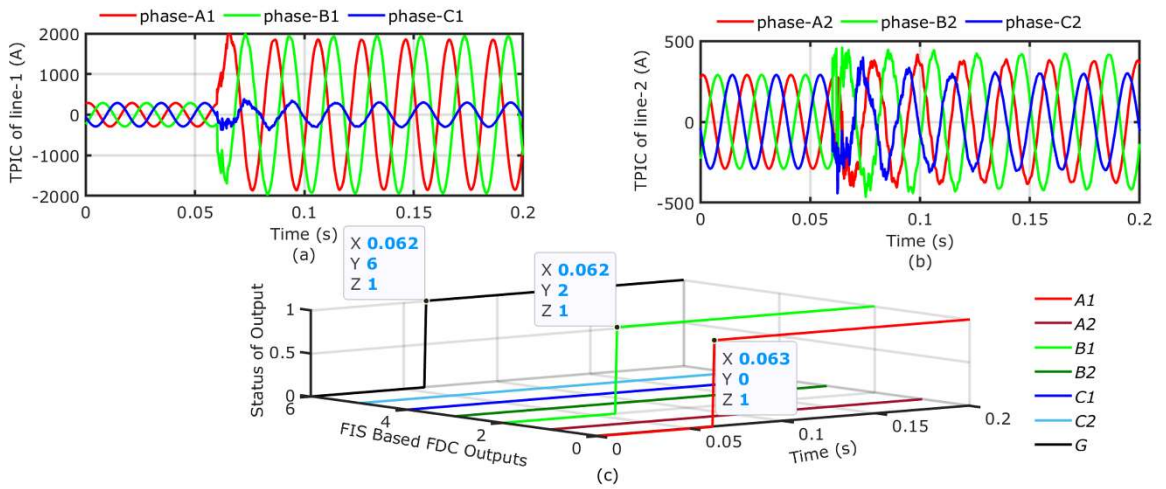 phase-A1 phase-B1 phase-C1
TPIC of line-1 (A)
2000
1000
0
-1000
-2000
0 0.05 0.1 0.15 0.2
Time (s)
(a)
phase-A2 phase-B2 phase-C2
TPIC of line-2 (A)
500
0
-500
0 0.05 0.1 0.15 0.2
Time (s)
(b)
X 0.062
Y 6
Z 1
X 0.062
Y 2
Z 1
X 0.063
Y 0
Z 1
Status of Output
1
0.5
0
6 4 2 0
FIS Based FDC Outputs
0 0.05 0.1 0.15 0.2
Time (s)
(c)
A1
A2
B1
B2
C1
C2
G